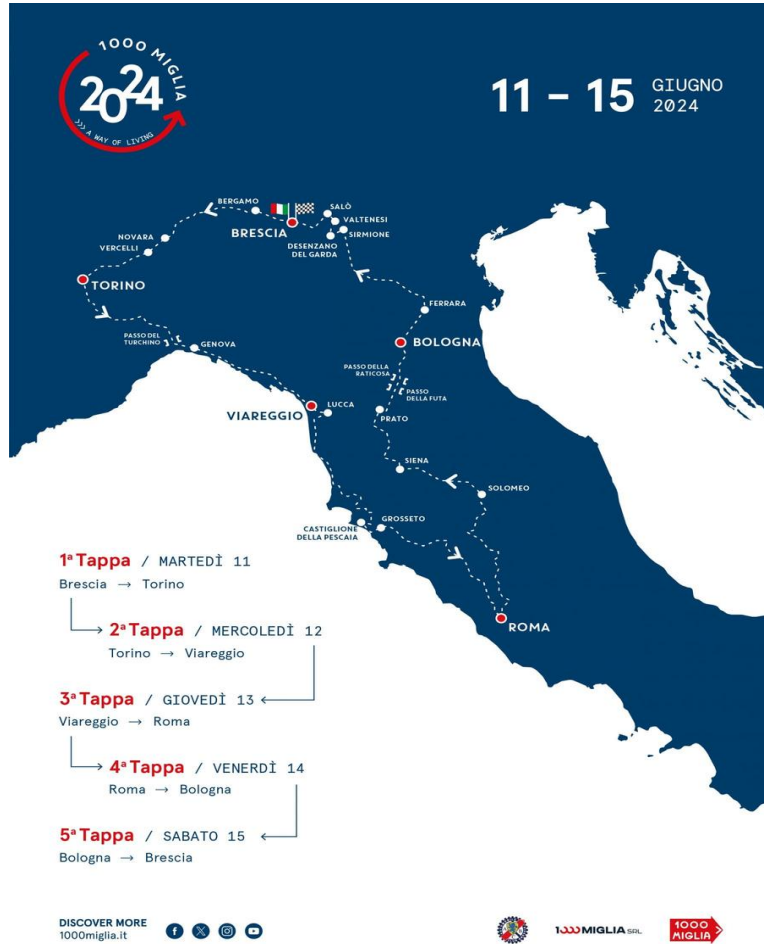 1000 MIGLIA
2024
>>> A WAY OF LIVING
11 – 15 GIUGNO
2024
BERGAMO
SALÒ
VALTENESI
BRESCIA
SIRMIONE
DESENZANO
DEL GARDA
NOVARA
VERCELLI
TORINO
FERRARA
PASSO DEL
TURCHINO
GENOVA
BOLOGNA
PASSO DELLA
RATICOSA
PASSO
DELLA FUTA
VIAREGGIO
LUCCA
PRATO
SIENA
SOLOMEO
GROSSETO
CASTIGLIONE
DELLA PESCAIA
ROMA
1ª Tappa / MARTEDÌ 11
Brescia → Torino
2ª Tappa / MERCOLEDÌ 12
Torino → Viareggio
3ª Tappa / GIOVEDÌ 13
Viareggio → Roma
4ª Tappa / VENERDÌ 14
Roma → Bologna
5ª Tappa / SABATO 15
Bologna → Brescia
DISCOVER MORE
1000miglia.it
1000 MIGLIA SRL
1000
MIGLIA